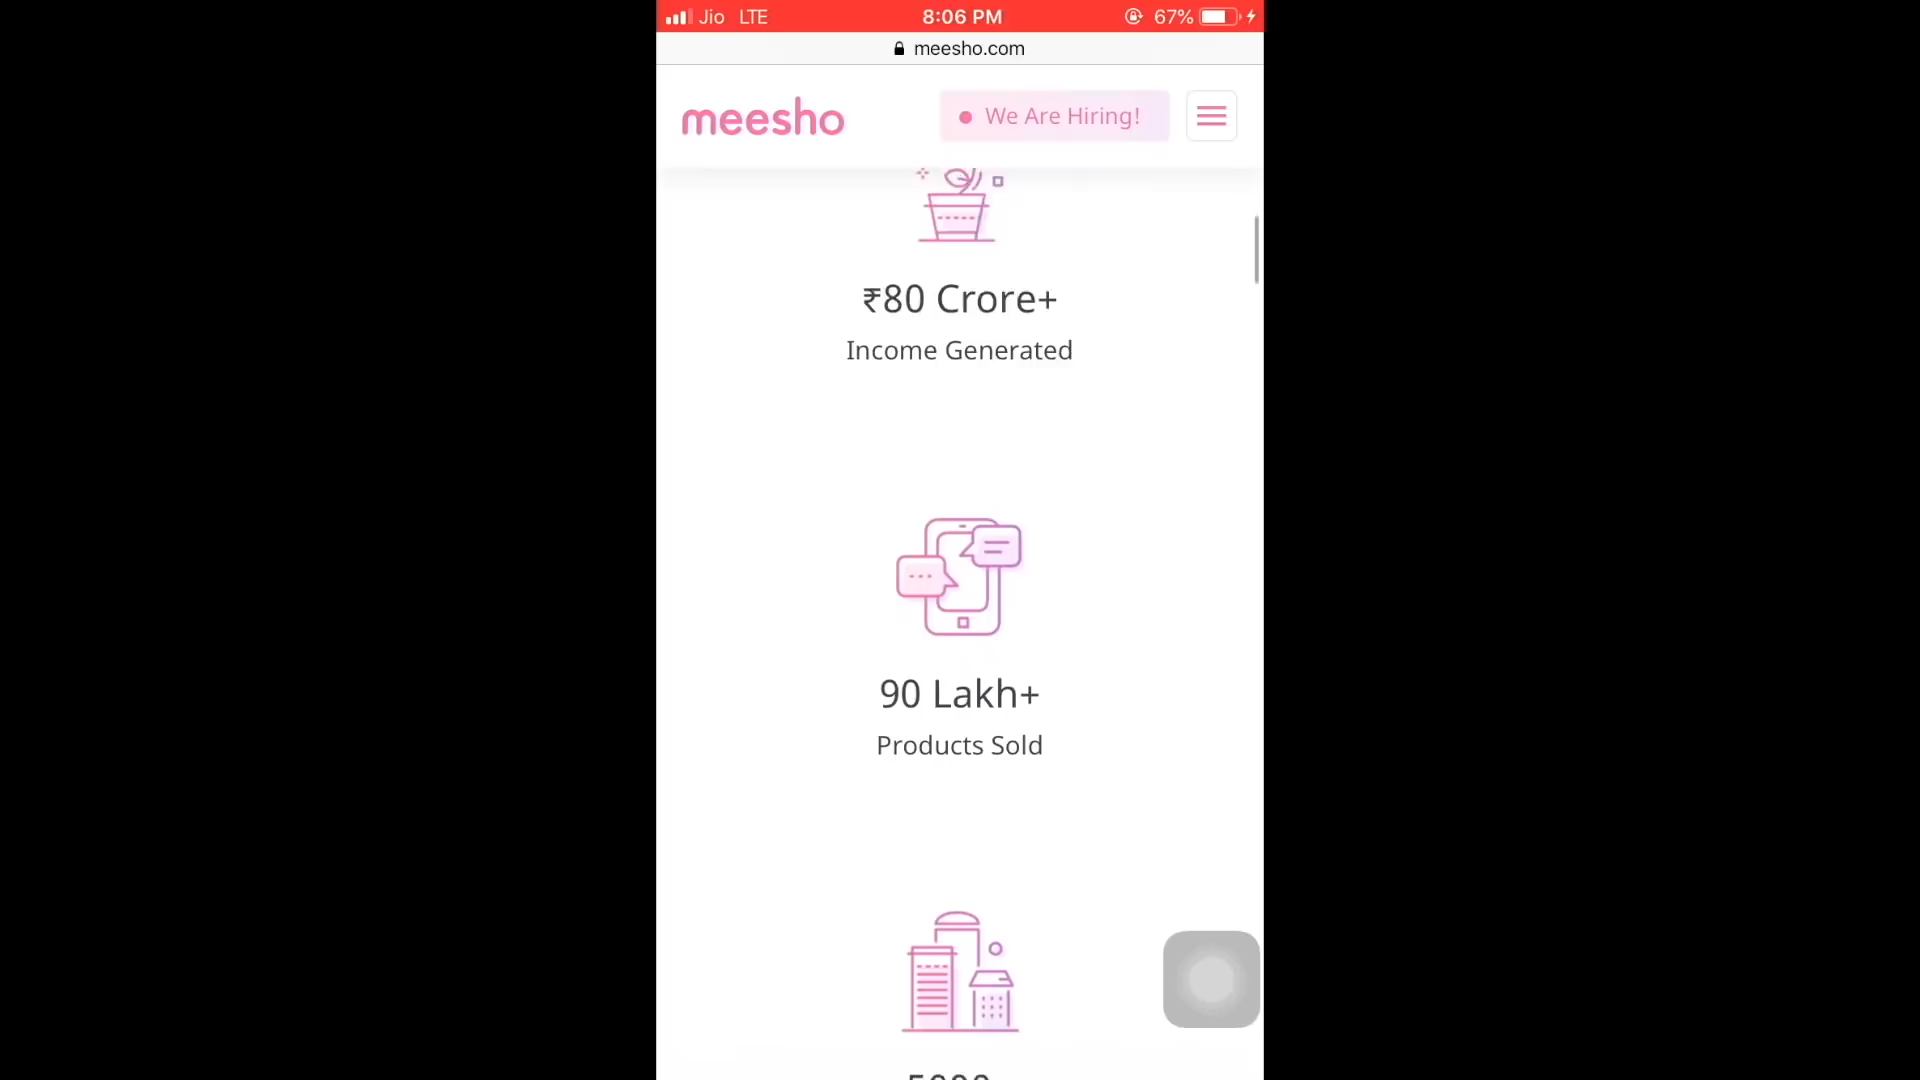 Jio LTE 8:06 PM 67%
meesho.com
meesho
We Are Hiring!
₹80 Crore+
Income Generated
90 Lakh+
Products Sold